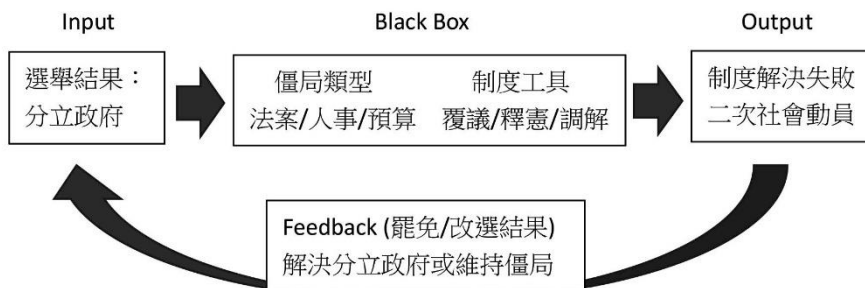 Input
Black Box
Output
選舉結果：
分立政府
僵局類型
制度工具
法案/人事/預算
覆議/釋憲/調解
制度解決失敗
二次社會動員
Feedback (罷免/改選結果)
解決分立政府或維持僵局